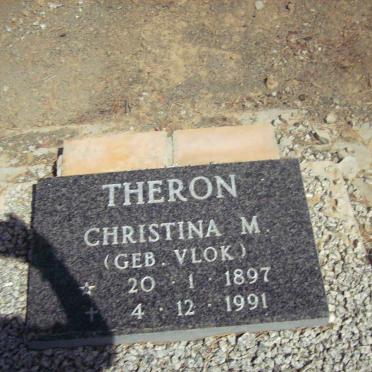 THERON
CHRISTINA M.
(GEB. VLOK)
☆ 20 · 1 · 1897
✝ 4 · 12 · 1991